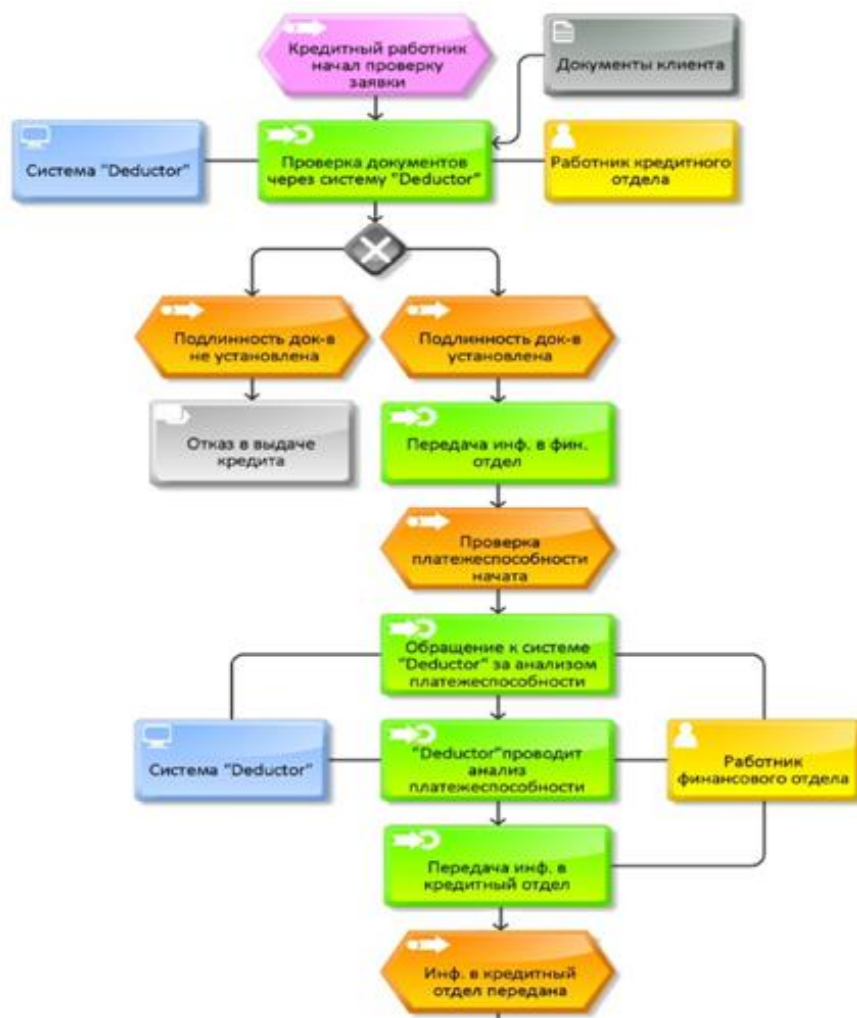 Кредитный работник
начал проверку
заявки
Документы клиента
Система "Deductor"
Проверка документов
через систему "Deductor"
Работник кредитного
отдела
Подлинность док-в
не установлена
Подлинность док-в
установлена
Отказ в выдаче
кредита
Передача инф. в фин.
отдел
Проверка
платежеспособности
начата
Обращение к системе
"Deductor" за анализом
платежеспособности
Система "Deductor"
"Deductor"проводит
анализ
платежеспособности
Работник
финансового отдела
Передача инф. в
кредитный отдел
Инф. в кредитный
отдел передана